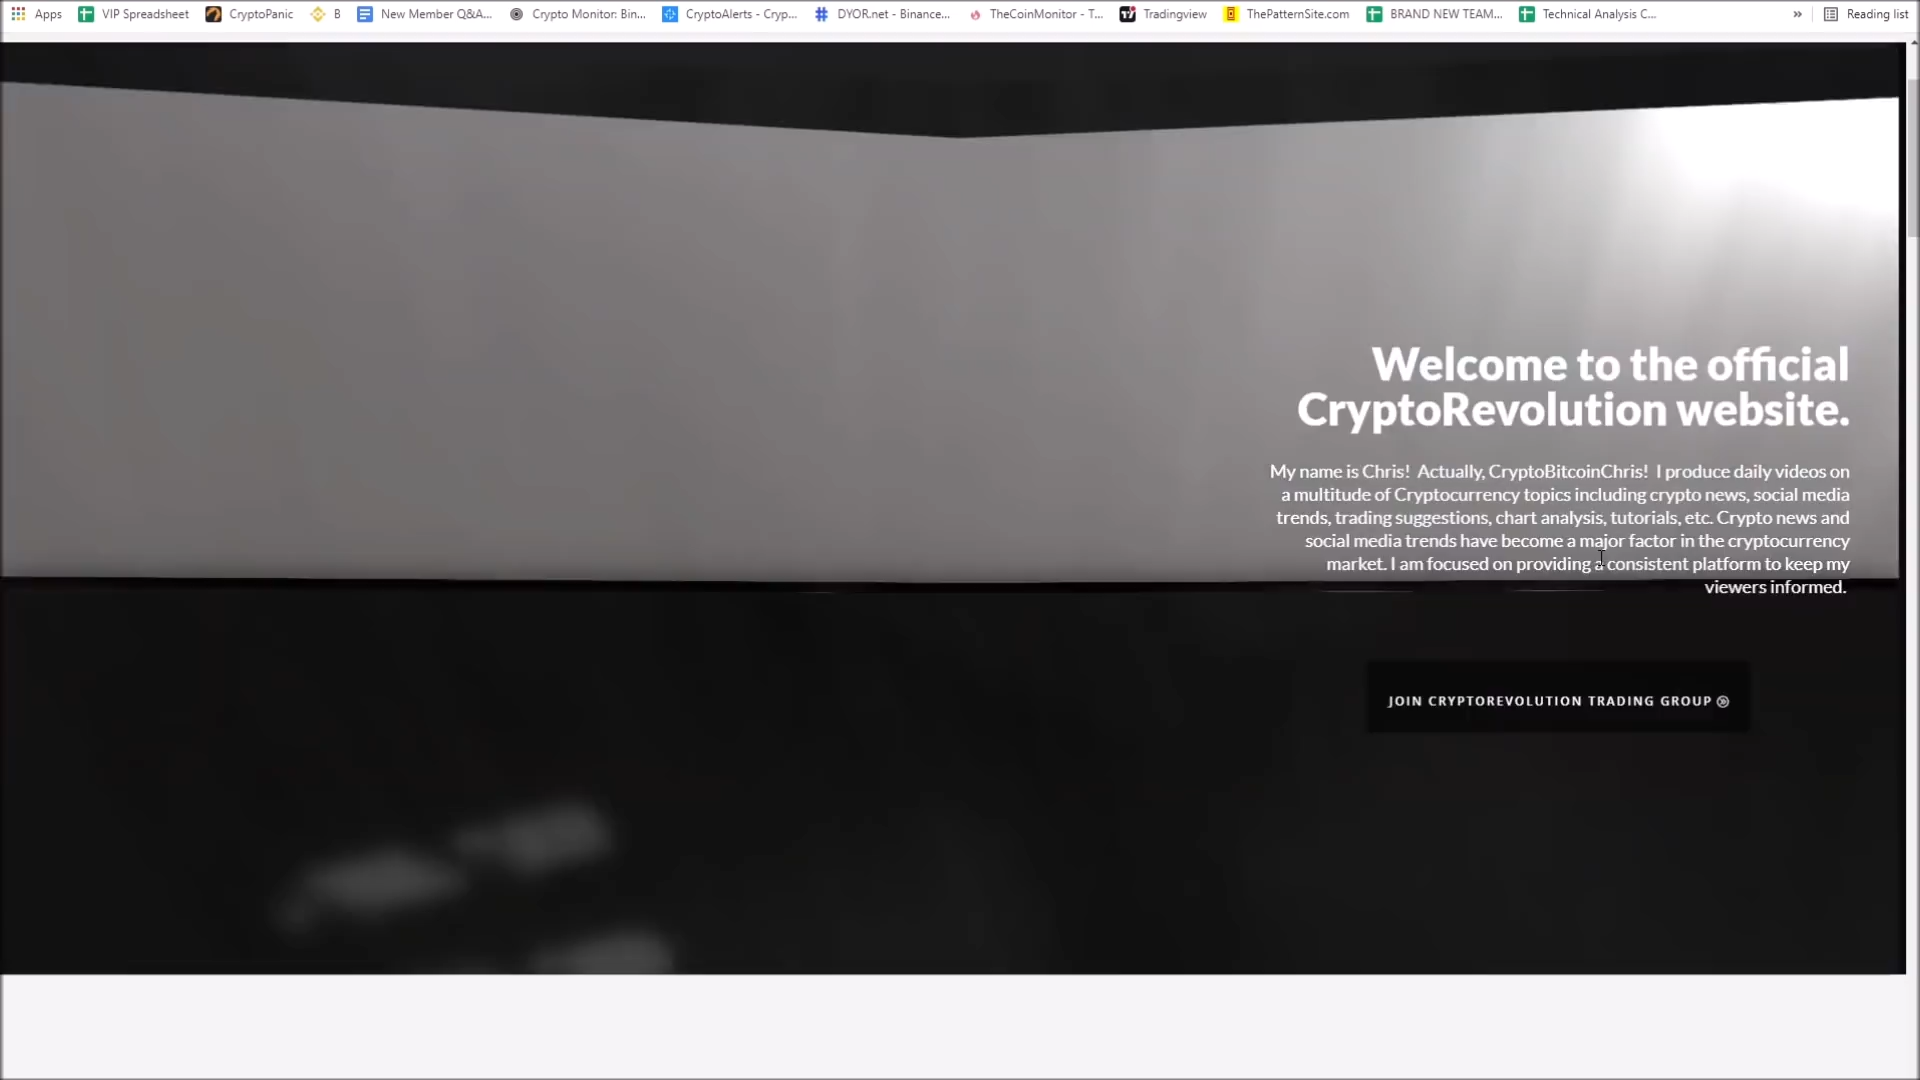 Apps VIP Spreadsheet CryptoPanic B New Member Q&A... Crypto Monitor: Bin... CryptoAlerts - Cryp... DYOR.net - Binance... TheCoinMonitor - T... Tradingview ThePatternSite.com BRAND NEW TEAM... Technical Analysis C... » Reading list
Welcome to the official
CryptoRevolution website.
My name is Chris! Actually, CryptoBitcoinChris! I produce daily videos on
a multitude of Cryptocurrency topics including crypto news, social media
trends, trading suggestions, chart analysis, tutorials, etc. Crypto news and
social media trends have become a major factor in the cryptocurrency
market. I am focused on providing a consistent platform to keep my
viewers informed.
JOIN CRYPTOREVOLUTION TRADING GROUP